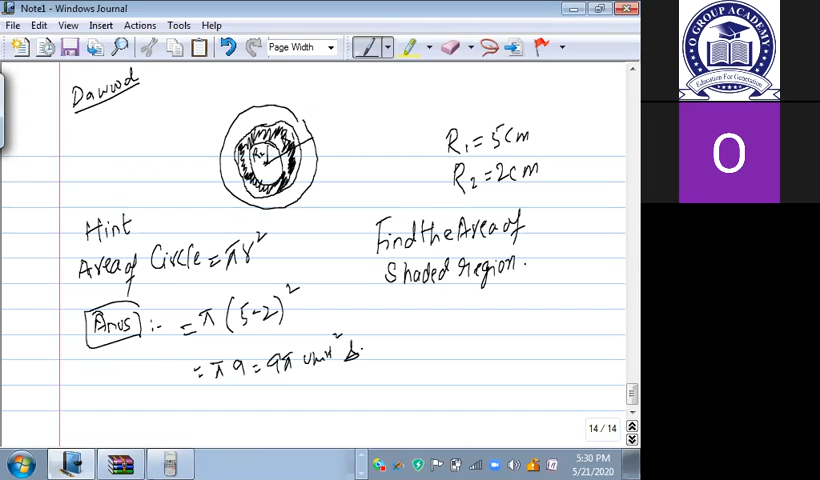 Note1 - Windows Journal
File Edit View Insert Actions Tools Help
Page Width
Dawood
R2
R1 = 5cm
R2 = 2cm
Hint
Area of Circle = πr²
Find the Area of
Shaded region.
Anus :- = π(5-2)²
= π 9 = 9π unit²
14 / 14
5:30 PM
5/21/2020
O GROUP ACADEMY
Education For Generation
O